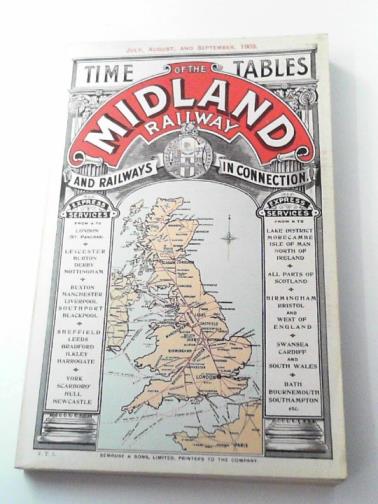 JULY, AUGUST, AND SEPTEMBER, 1903.
TIME OF THE TABLES
MIDLAND
RAILWAY
AND RAILWAYS IN CONNECTION.
EXPRESS
SERVICES
FROM & TO
LONDON
(ST. PANCRAS)
LEICESTER
BURTON
DERBY
NOTTINGHAM
BUXTON
MANCHESTER
LIVERPOOL
SOUTHPORT
BLACKPOOL
SHEFFIELD
LEEDS
BRADFORD
ILKLEY
HARROGATE
YORK
SCARBORO'
HULL
NEWCASTLE
EXPRESS
SERVICES
FROM & TO
LAKE DISTRICT
MORECAMBE
ISLE OF MAN
NORTH OF
IRELAND
ALL PARTS OF
SCOTLAND
BIRMINGHAM
BRISTOL
AND
WEST OF
ENGLAND
SWANSEA
CARDIFF
AND
SOUTH WALES
BATH
BOURNEMOUTH
SOUTHAMPTON
etc.
BIRMINGHAM
LONDON
PARIS
BEMROSE & SONS, LIMITED, PRINTERS TO THE COMPANY.